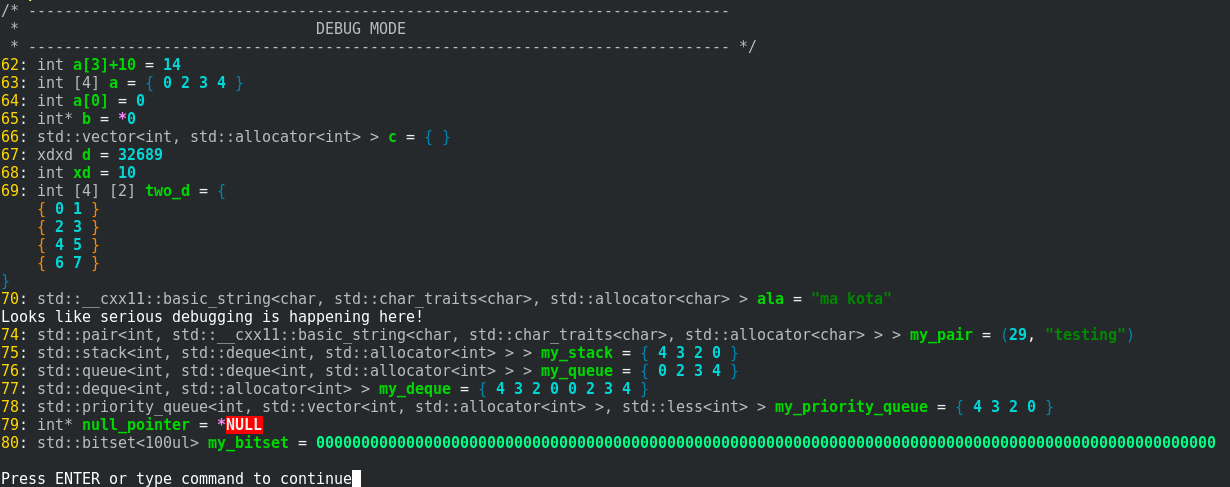 /* ------------------------------------------------------------------------------
 *                                 DEBUG MODE
 * ------------------------------------------------------------------------------ */
62: int a[3]+10 = 14
63: int [4] a = { 0 2 3 4 }
64: int a[0] = 0
65: int* b = *0
66: std::vector<int, std::allocator<int> > c = { }
67: xdxd d = 32689
68: int xd = 10
69: int [4] [2] two_d = {
    { 0 1 }
    { 2 3 }
    { 4 5 }
    { 6 7 }
}
70: std::__cxx11::basic_string<char, std::char_traits<char>, std::allocator<char> > ala = "ma kota"
Looks like serious debugging is happening here!
74: std::pair<int, std::__cxx11::basic_string<char, std::char_traits<char>, std::allocator<char> > > my_pair = (29, "testing")
75: std::stack<int, std::deque<int, std::allocator<int> > > my_stack = { 4 3 2 0 }
76: std::queue<int, std::deque<int, std::allocator<int> > > my_queue = { 0 2 3 4 }
77: std::deque<int, std::allocator<int> > my_deque = { 4 3 2 0 0 2 3 4 }
78: std::priority_queue<int, std::vector<int, std::allocator<int> >, std::less<int> > my_priority_queue = { 4 3 2 0 }
79: int* null_pointer = *NULL
80: std::bitset<100ul> my_bitset = 0000000000000000000000000000000000000000000000000000000000000000000000000000000000000000000000000000
Press ENTER or type command to continue